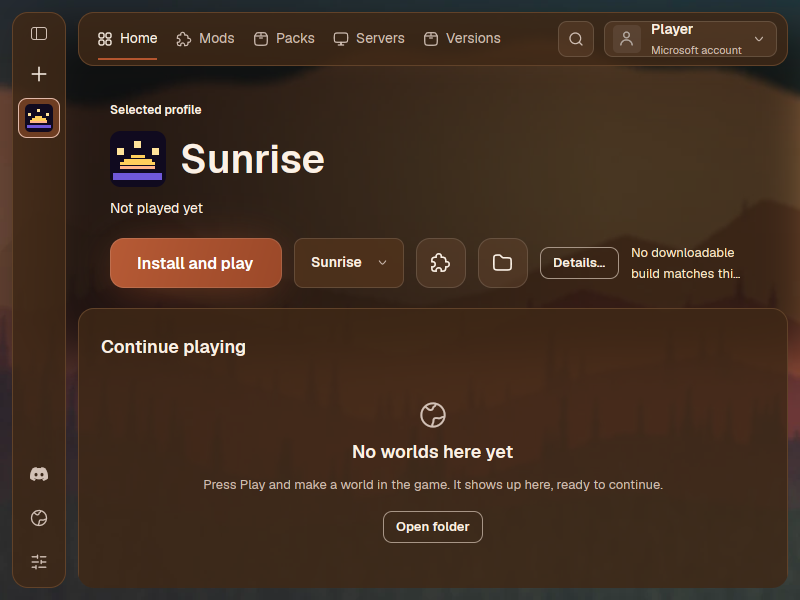 Home
Mods
Packs
Servers
Versions
Player
Microsoft account
Selected profile
Sunrise
Not played yet
Install and play
Sunrise
Details...
No downloadable
build matches thi...
Continue playing
No worlds here yet
Press Play and make a world in the game. It shows up here, ready to continue.
Open folder